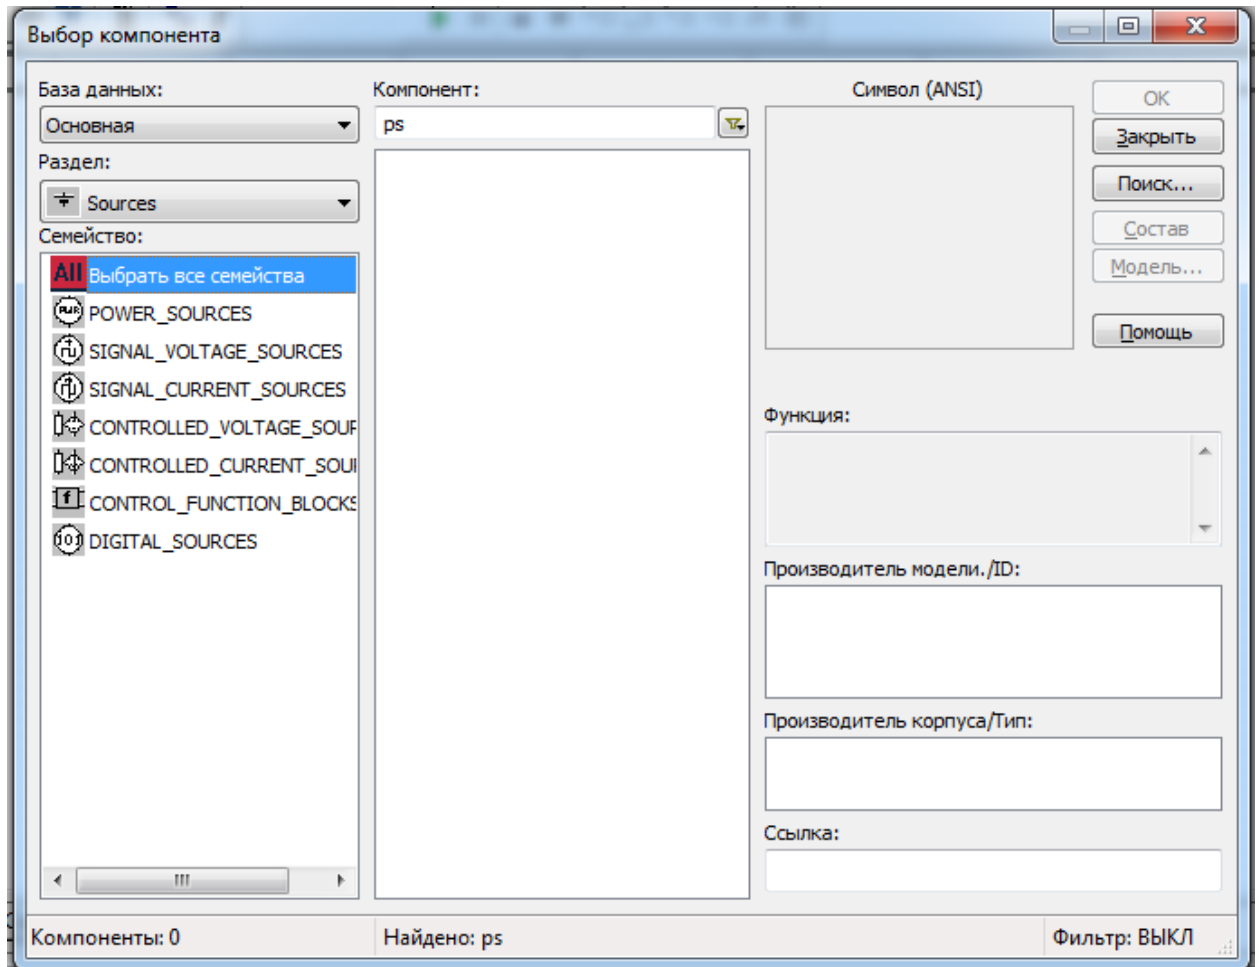 Выбор компонента
База данных:
Основная
Раздел:
Sources
Семейство:
All Выбрать все семейства
POWER_SOURCES
SIGNAL_VOLTAGE_SOURCES
SIGNAL_CURRENT_SOURCES
CONTROLLED_VOLTAGE_SOUR
CONTROLLED_CURRENT_SOU
CONTROL_FUNCTION_BLOCKS
DIGITAL_SOURCES
Компонент:
ps
Символ (ANSI)
OK
Закрыть
Поиск...
Состав
Модель...
Помощь
Функция:
Производитель модели./ID:
Производитель корпуса/Тип:
Ссылка:
Компоненты: 0
Найдено: ps
Фильтр: ВЫКЛ